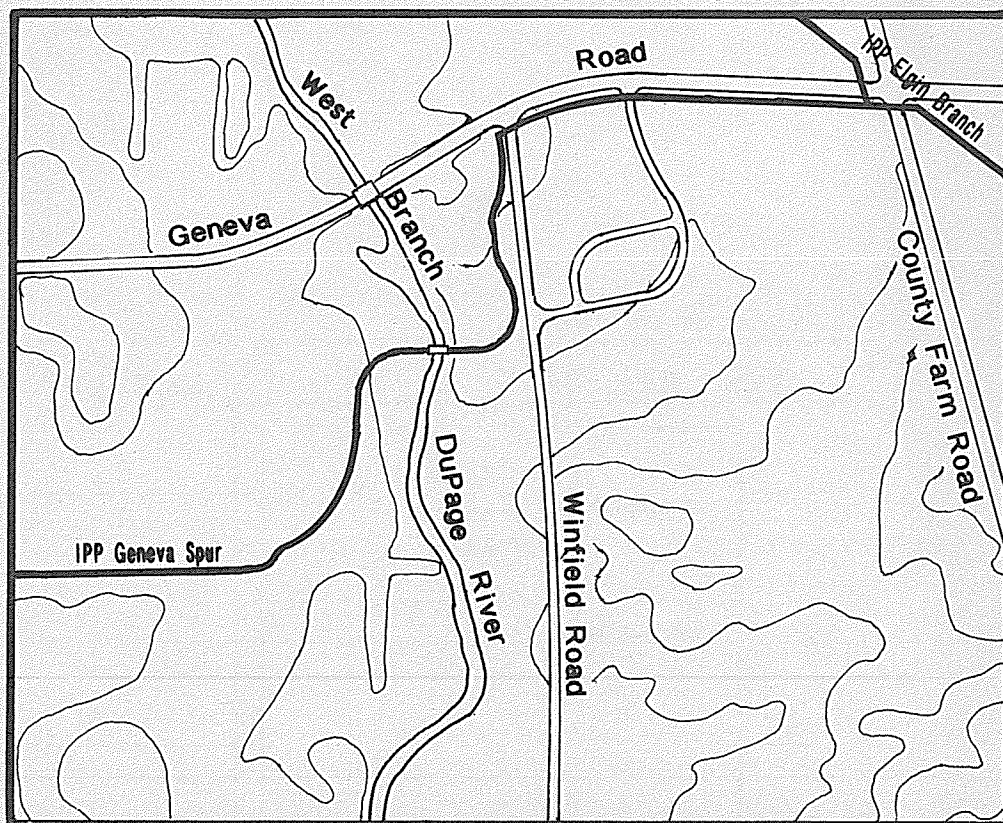 Road
IPP Elgin Branch
West
Branch
Geneva
County Farm Road
DuPage
River
Winfield Road
IPP Geneva Spur